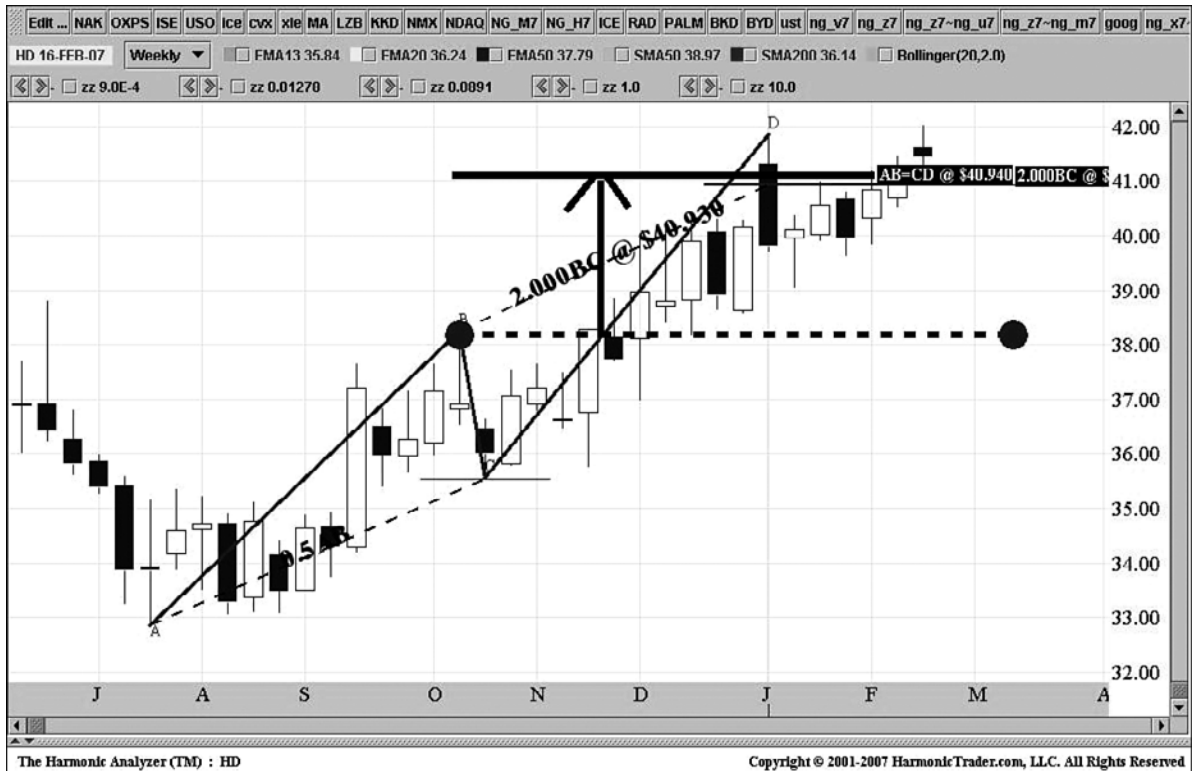 Edit ... NAK OXPS ISE USO Ice cvx xle MA LZB KKD NMX NDAQ NG_M7 NG_H7 ICE RAD PALM BKD BYD ust ng_v7 ng_z7 ng_z7~ng_u7 ng_z7~ng_m7 goog ng_x7~
HD 16-FEB-07 Weekly EMA13 35.84 EMA20 36.24 EMA50 37.79 SMA50 38.97 SMA200 36.14 Bollinger(20,2.0)
zz 9.0E-4 zz 0.01270 zz 0.0891 zz 1.0 zz 10.0
D
42.00
AB=CD @ $40.940 2.000BC @ $
41.00
2.000BC @ $40.930
40.00
39.00
B
38.00
37.00
36.00
C
35.00
0.5AB
34.00
33.00
A
32.00
J A S O N D J F M A
The Harmonic Analyzer (TM) : HD
Copyright © 2001-2007 HarmonicTrader.com, LLC. All Rights Reserved